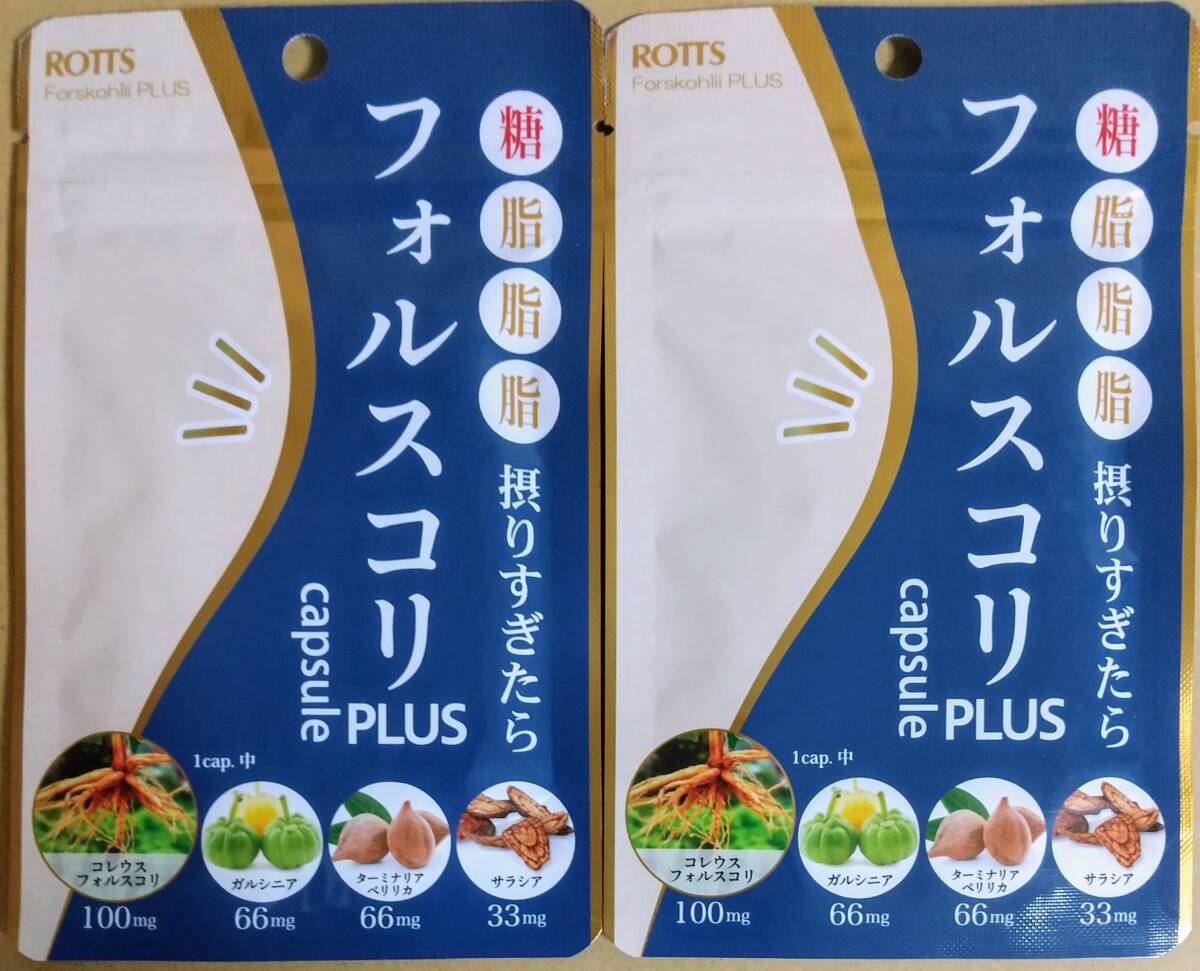 ROTTS
Forskohlii PLUS
糖脂脂脂摂りすぎたら
フォルスコリ
PLUS
capsule
1cap.中
コレウス
フォルスコリ
100mg
ガルシニア
66mg
ターミナリア
ベリリカ
66mg
サラシア
33mg
ROTTS
Forskohlii PLUS
糖脂脂脂摂りすぎたら
フォルスコリ
PLUS
capsule
1cap.中
コレウス
フォルスコリ
100mg
ガルシニア
66mg
ターミナリア
ベリリカ
66mg
サラシア
33mg